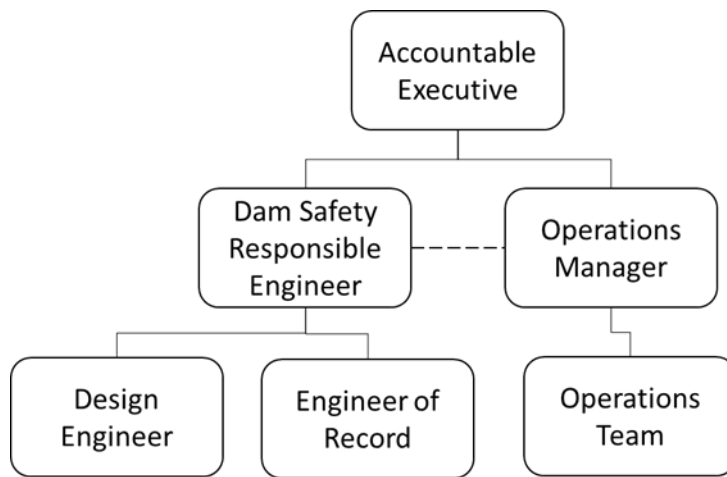 Accountable
Executive
Dam Safety
Responsible
Engineer
Operations
Manager
Design
Engineer
Engineer of
Record
Operations
Team